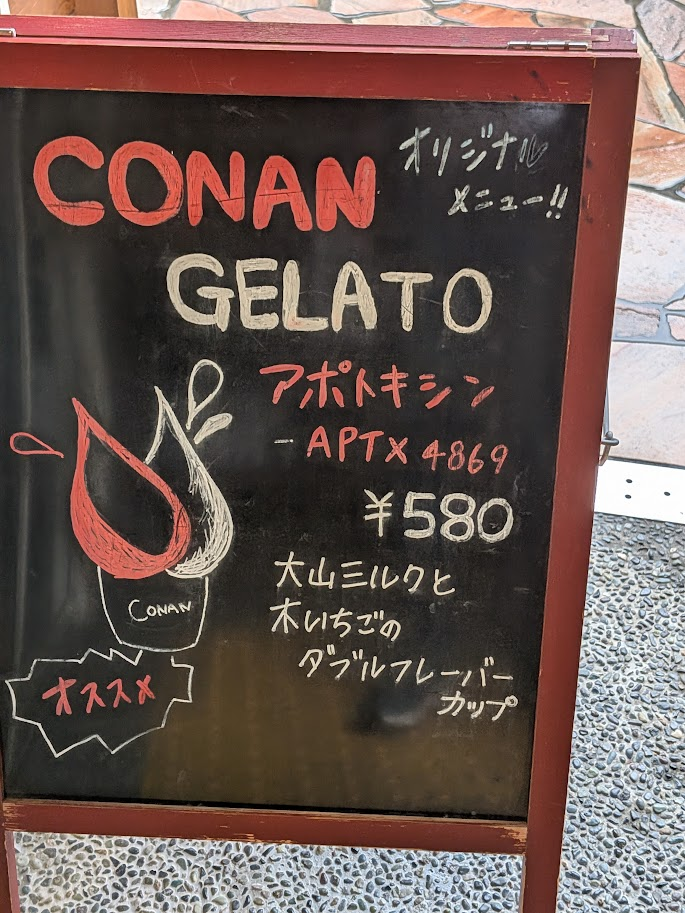 CONAN
オリジナル
メニュー!!
GELATO
アポトキシン
- APTX 4869
¥580
大山ミルクと
木いちごの
ダブルフレーバー
カップ
CONAN
オススメ